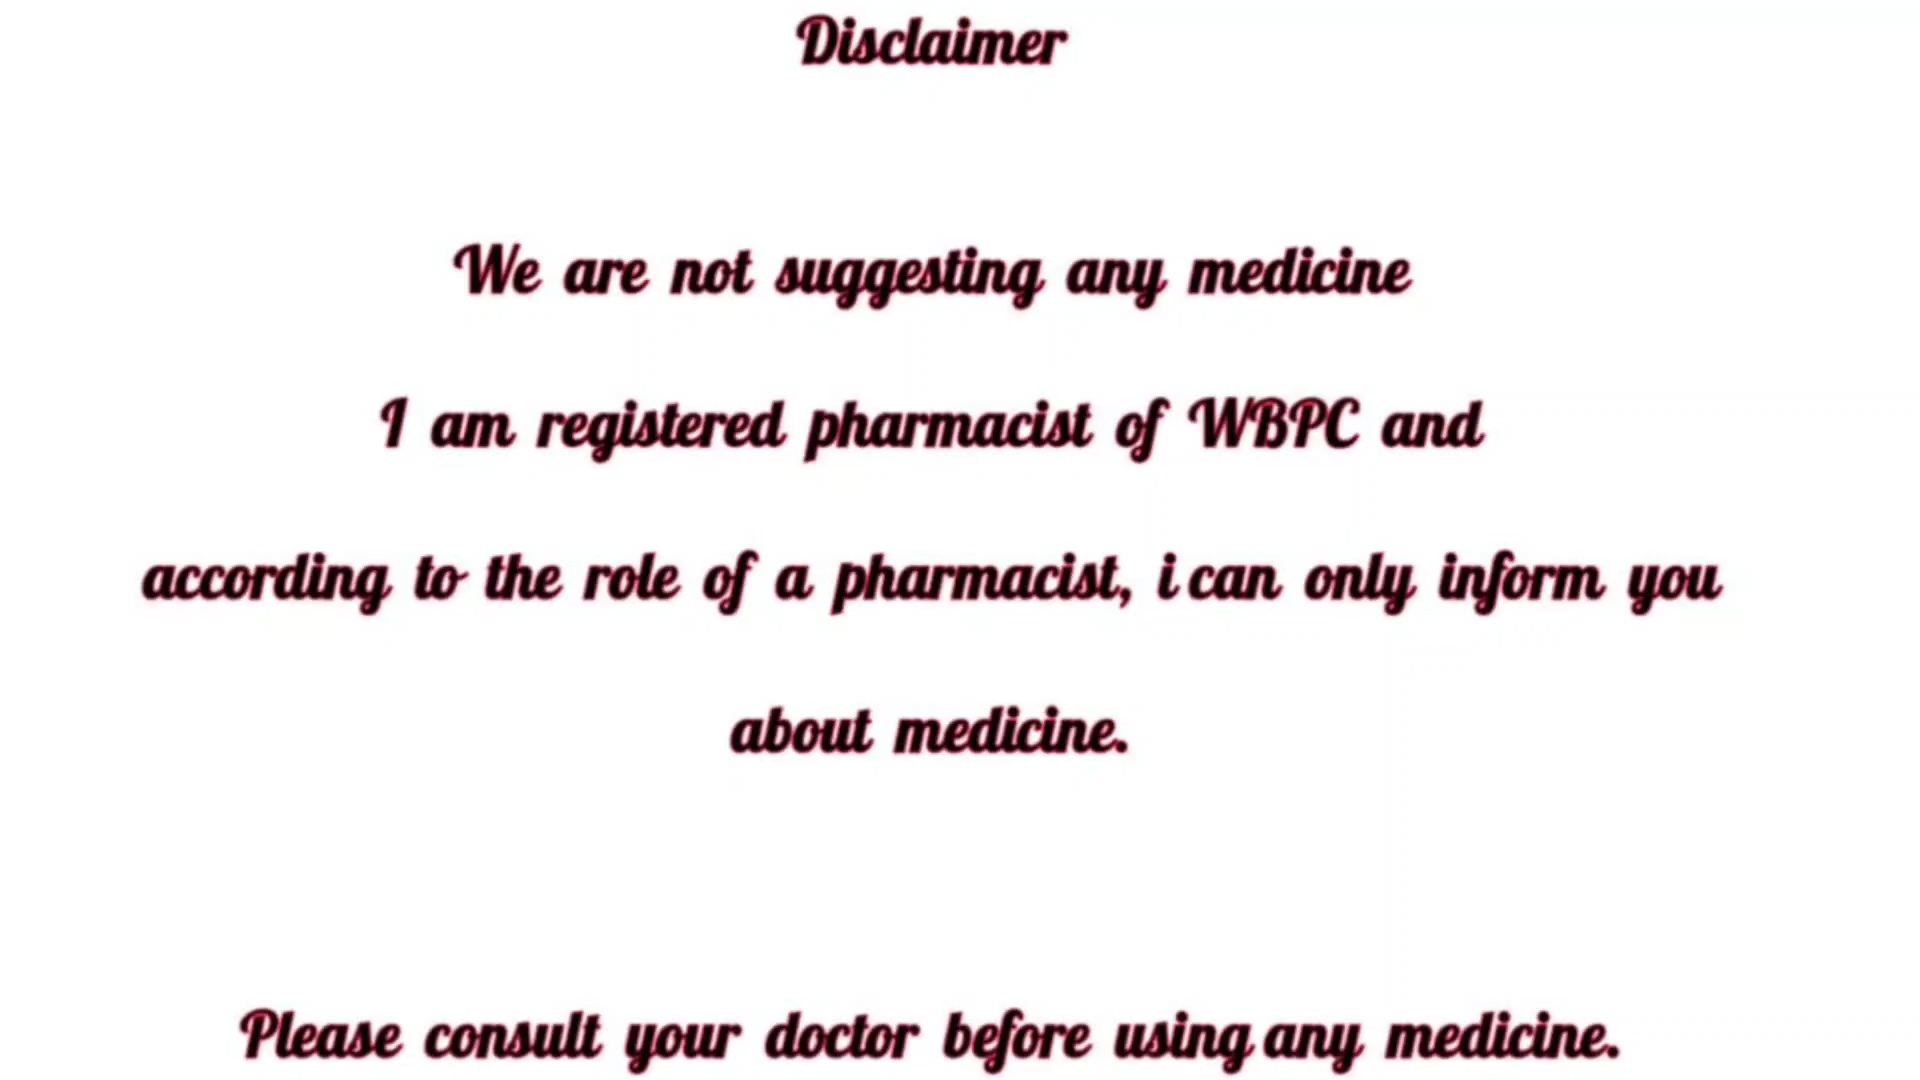 Disclaimer
We are not suggesting any medicine
I am registered pharmacist of WBPC and
according to the role of a pharmacist, i can only inform you
about medicine.
Please consult your doctor before using any medicine.